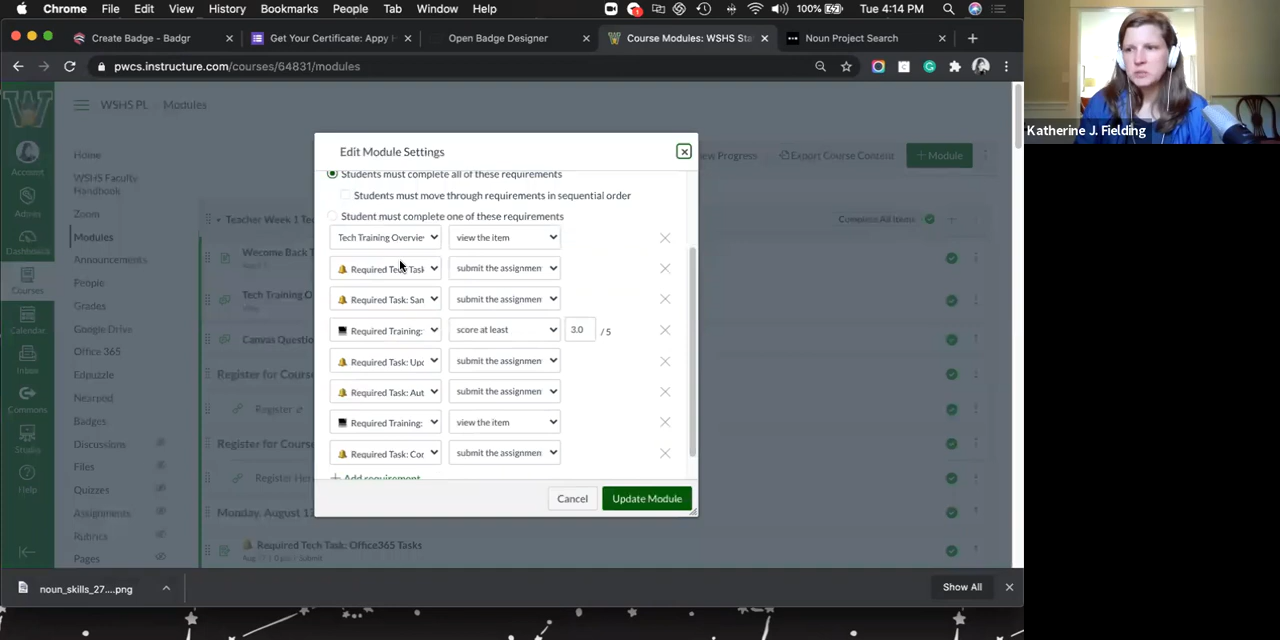 Chrome File Edit View History Bookmarks People Tab Window Help 100% Tue 4:14 PM
Create Badge - Badgr Get Your Certificate: Appy H Open Badge Designer Course Modules: WSHS Sta Noun Project Search
pwcs.instructure.com/courses/64831/modules
Katherine J. Fielding
WSHS PL Modules
Account
Admin
Dashboard
Courses
Calendar
Inbox
Commons
Studio
Help
Home
WSHS Faculty
Handbook
Zoom
Modules
Announcements
People
Grades
Google Drive
Office 365
Edpuzzle
Nearpod
Badges
Discussions
Files
Quizzes
Assignments
Rubrics
Pages
View Progress Export Course Content + Module
Teacher Week 1 Te Complete All Items
Wecome Back T
Tech Training O
View
Canvas Question
Register for Course
Register
Register for Course
Register Here
Monday, August 1
Required Tech Task: Office365 Tasks
Edit Module Settings
Students must complete all of these requirements
Students must move through requirements in sequential order
Student must complete one of these requirements
Tech Training Overvie view the item
Required Tech Task submit the assignmen
Required Task: San submit the assignmen
Required Training: score at least 3.0 / 5
Required Task: Upc submit the assignmen
Required Task: Aut submit the assignmen
Required Training: view the item
Required Task: Cor submit the assignmen
+ Add requirement
Cancel Update Module
noun_skills_27....png Show All